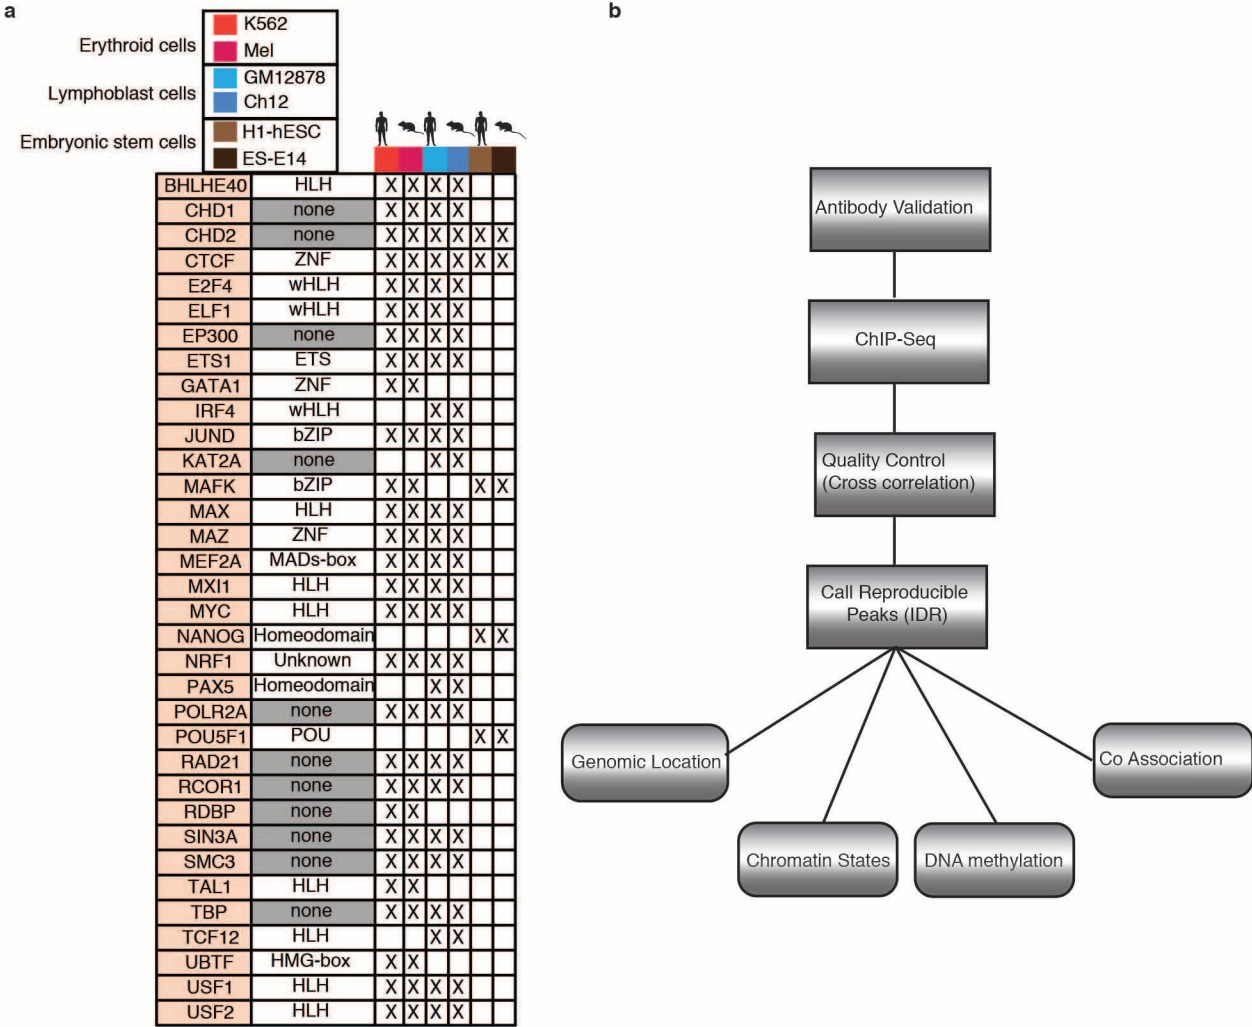 a
b
Erythroid cells
K562
Mel
Lymphoblast cells
GM12878
Ch12
Embryonic stem cells
H1-hESC
ES-E14
BHLHE40 HLH X X X X
CHD1 none X X X X
CHD2 none X X X X X X
CTCF ZNF X X X X X X
E2F4 wHLH X X X X
ELF1 wHLH X X X X
EP300 none X X X X
ETS1 ETS X X X X
GATA1 ZNF X X
IRF4 wHLH X X
JUND bZIP X X X X
KAT2A none X X
MAFK bZIP X X X X
MAX HLH X X X X
MAZ ZNF X X X X
MEF2A MADs-box X X X X
MXI1 HLH X X X X
MYC HLH X X X X
NANOG Homeodomain X X
NRF1 Unknown X X X X
PAX5 Homeodomain X X
POLR2A none X X X X
POU5F1 POU X X
RAD21 none X X X X
RCOR1 none X X X X
RDBP none X X
SIN3A none X X X X
SMC3 none X X X X
TAL1 HLH X X
TBP none X X X X
TCF12 HLH X X
UBTF HMG-box X X
USF1 HLH X X X X
USF2 HLH X X X X
Antibody Validation
ChIP-Seq
Quality Control
(Cross correlation)
Call Reproducible
Peaks (IDR)
Genomic Location
Co Association
Chromatin States
DNA methylation